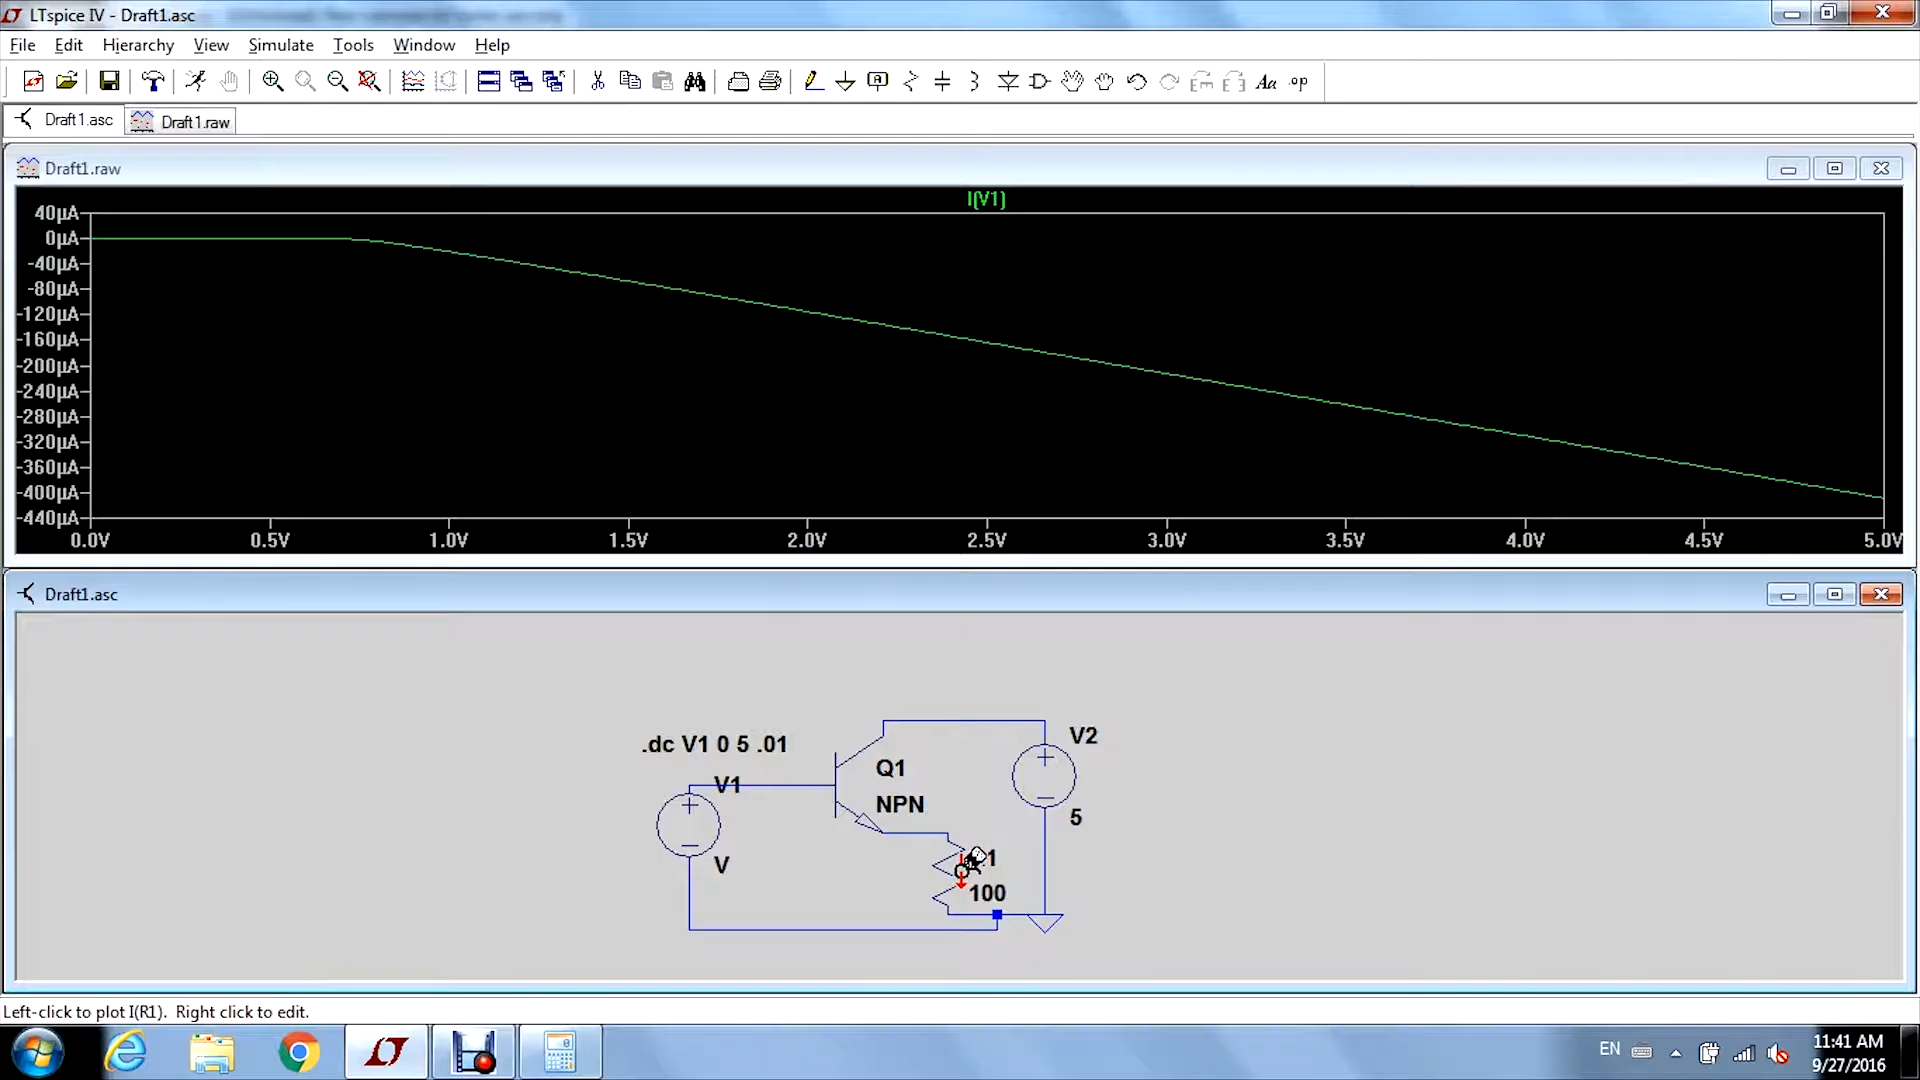 LTspice IV - Draft1.asc
File Edit Hierarchy View Simulate Tools Window Help
Aa .op
Draft1.asc Draft1.raw
Draft1.raw
I(V1)
40µA
0µA
-40µA
-80µA
-120µA
-160µA
-200µA
-240µA
-280µA
-320µA
-360µA
-400µA
-440µA
0.0V 0.5V 1.0V 1.5V 2.0V 2.5V 3.0V 3.5V 4.0V 4.5V 5.0V
Draft1.asc
.dc V1 0 5 .01
V1
V
Q1
NPN
V2
5
1
100
Left-click to plot I(R1). Right click to edit.
EN
11:41 AM
9/27/2016